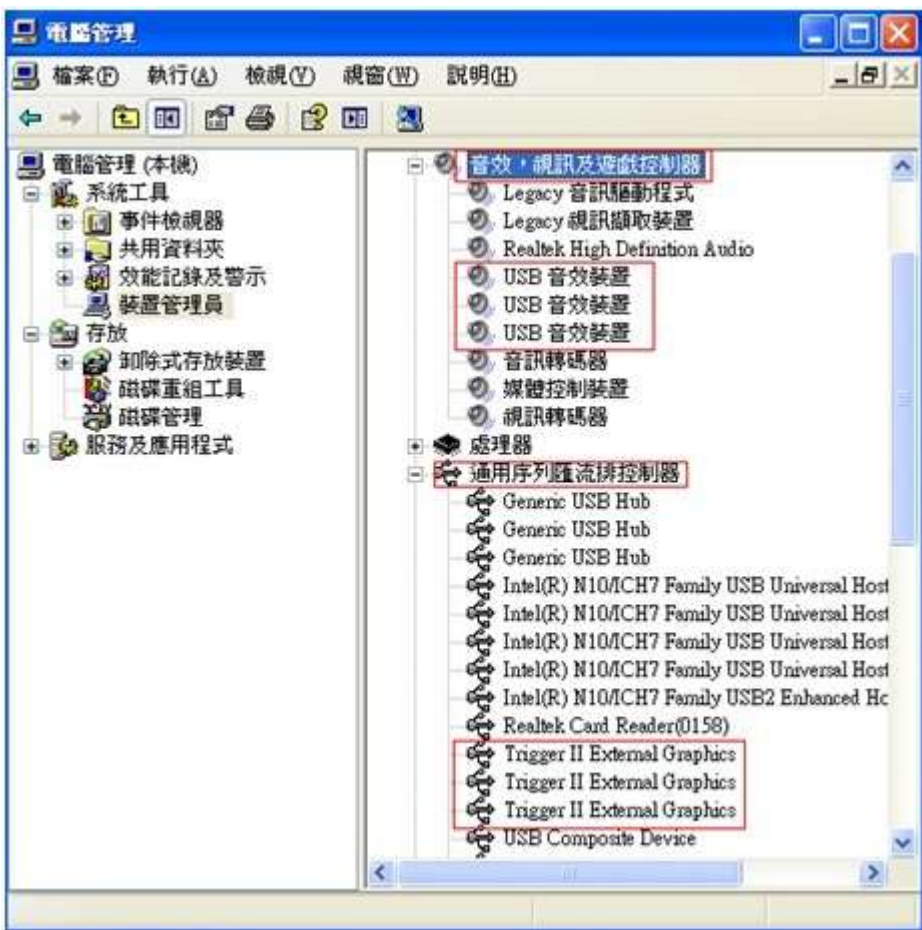 電腦管理
檔案(F) 執行(A) 檢視(V) 視窗(W) 說明(H)
電腦管理 (本機)
系統工具
事件檢視器
共用資料夾
效能記錄及警示
裝置管理員
存放
卸除式存放裝置
磁碟重組工具
磁碟管理
服務及應用程式
音效，視訊及遊戲控制器
Legacy 音訊驅動程式
Legacy 視訊擷取裝置
Realtek High Definition Audio
USB 音效裝置
USB 音效裝置
USB 音效裝置
音訊轉碼器
媒體控制裝置
視訊轉碼器
處理器
通用序列匯流排控制器
Generic USB Hub
Generic USB Hub
Generic USB Hub
Intel(R) N10/ICH7 Family USB Universal Host
Intel(R) N10/ICH7 Family USB Universal Host
Intel(R) N10/ICH7 Family USB Universal Host
Intel(R) N10/ICH7 Family USB Universal Host
Intel(R) N10/ICH7 Family USB2 Enhanced Ho
Realtek Card Reader(0158)
Trigger II External Graphics
Trigger II External Graphics
Trigger II External Graphics
USB Composite Device